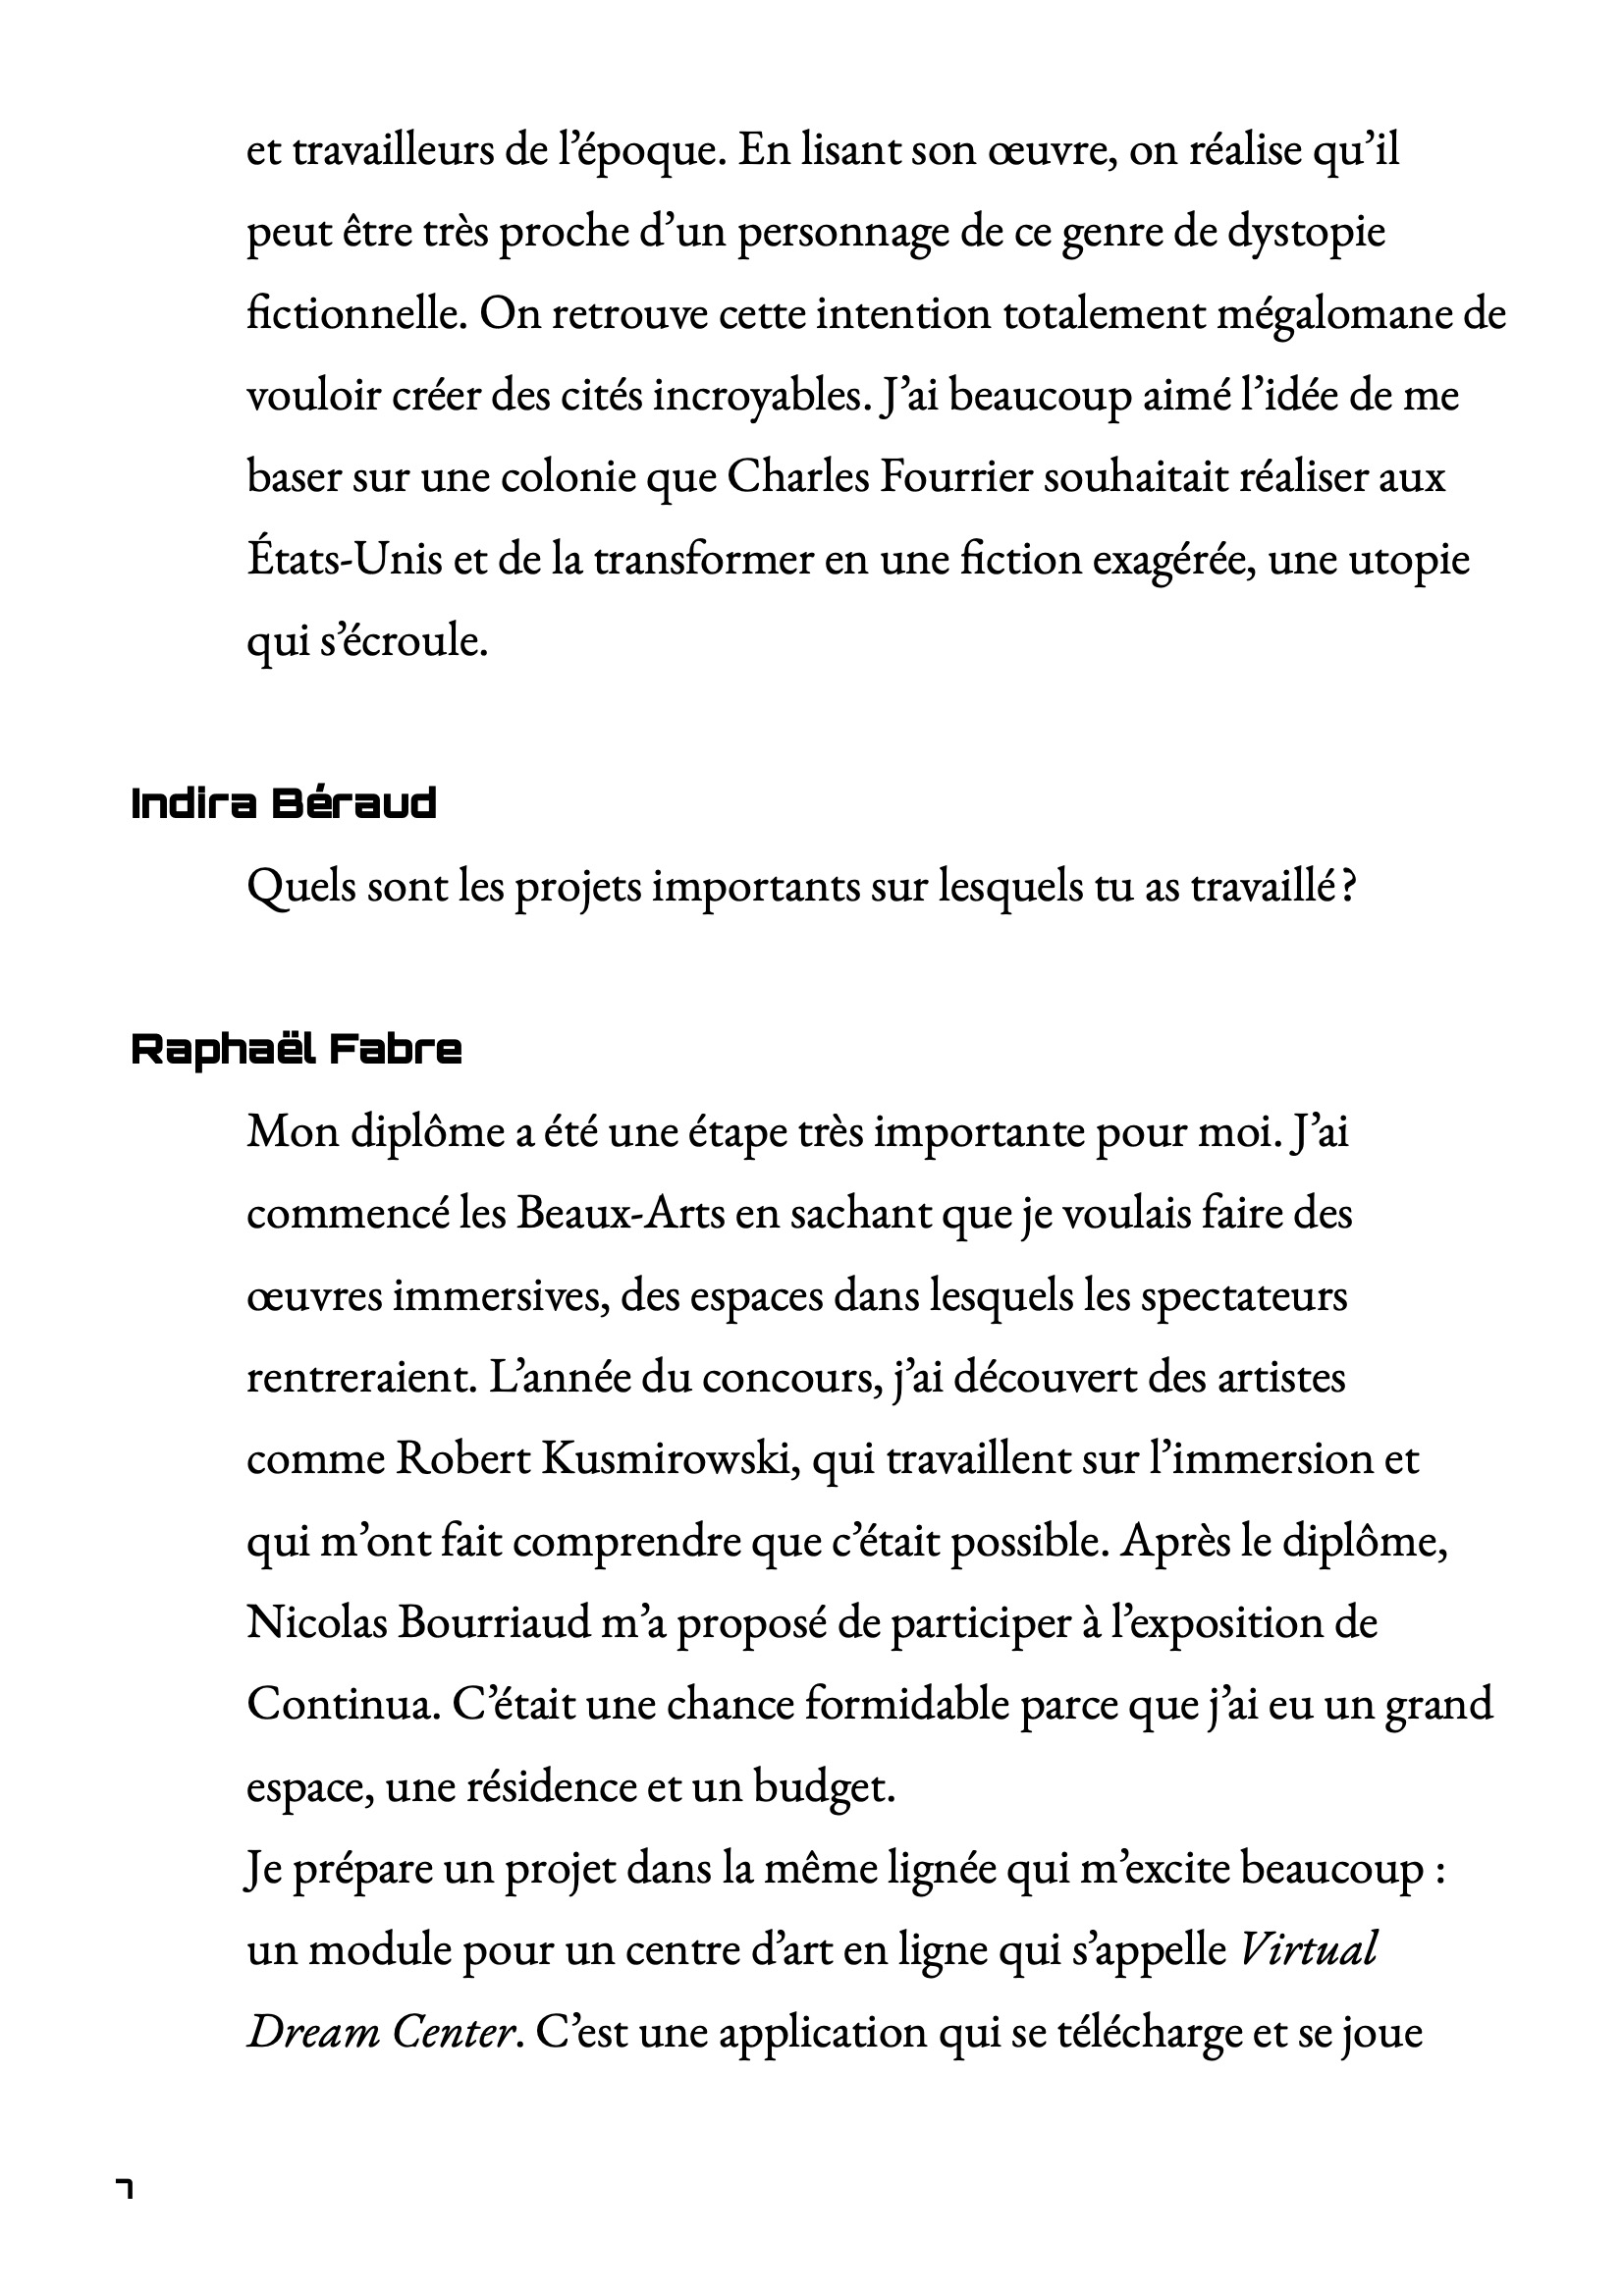 et travailleurs de l’époque. En lisant son œuvre, on réalise qu’il
peut être très proche d’un personnage de ce genre de dystopie
fictionnelle. On retrouve cette intention totalement mégalomane de
vouloir créer des cités incroyables. J’ai beaucoup aimé l’idée de me
baser sur une colonie que Charles Fourrier souhaitait réaliser aux
États-Unis et de la transformer en une fiction exagérée, une utopie
qui s’écroule.
Indira Béraud
Quels sont les projets importants sur lesquels tu as travaillé ?
Raphaël Fabre
Mon diplôme a été une étape très importante pour moi. J’ai
commencé les Beaux-Arts en sachant que je voulais faire des
œuvres immersives, des espaces dans lesquels les spectateurs
rentreraient. L’année du concours, j’ai découvert des artistes
comme Robert Kusmirowski, qui travaillent sur l’immersion et
qui m’ont fait comprendre que c’était possible. Après le diplôme,
Nicolas Bourriaud m’a proposé de participer à l’exposition de
Continua. C’était une chance formidable parce que j’ai eu un grand
espace, une résidence et un budget.
Je prépare un projet dans la même lignée qui m’excite beaucoup :
un module pour un centre d’art en ligne qui s’appelle Virtual
Dream Center. C’est une application qui se télécharge et se joue
7